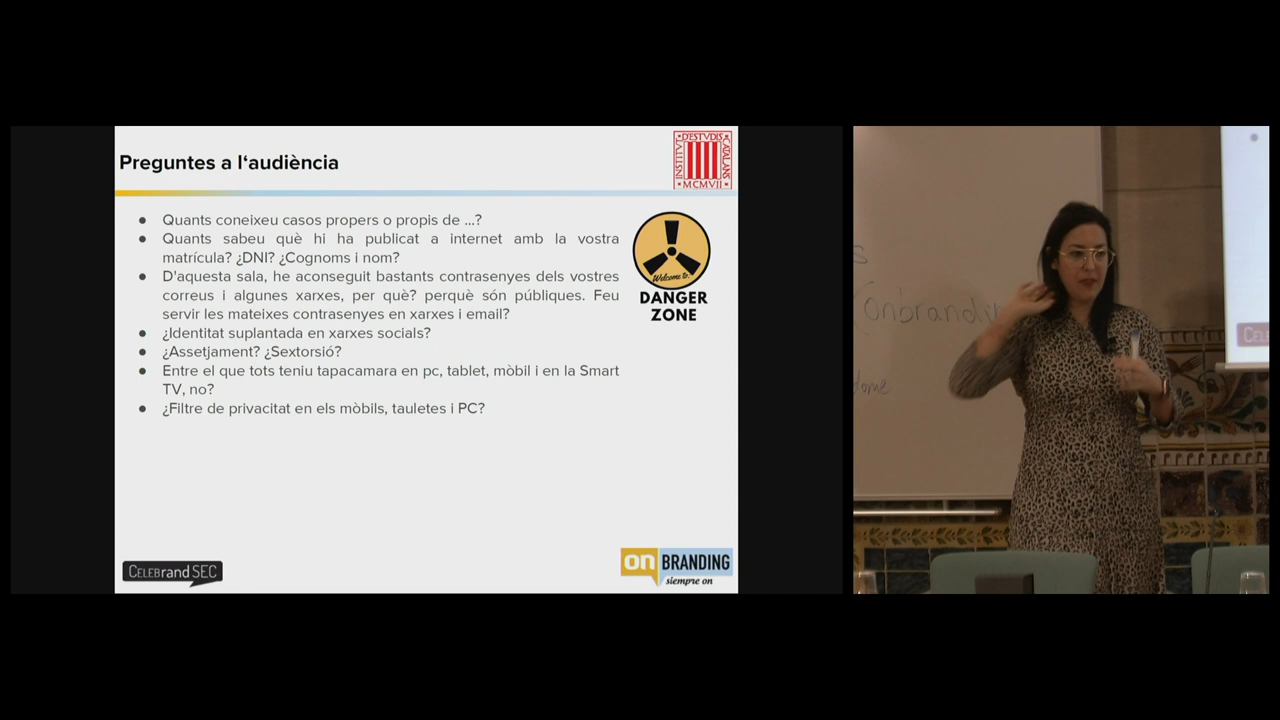 Preguntes a l‘audiència
INSTITVT D'ESTVDIS CATALANS
MCMVII
● Quants coneixeu casos propers o propis de ...?
● Quants sabeu què hi ha publicat a internet amb la vostra
matrícula? ¿DNI? ¿Cognoms i nom?
● D'aquesta sala, he aconseguit bastants contrasenyes dels vostres
correus i algunes xarxes, per què? perquè són públiques. Feu
servir les mateixes contrasenyes en xarxes i email?
● ¿Identitat suplantada en xarxes socials?
● ¿Assetjament? ¿Sextorsió?
● Entre el que tots teniu tapacamara en pc, tablet, mòbil i en la Smart
TV, no?
● ¿Filtre de privacitat en els mòbils, tauletes i PC?
Welcome to:
DANGER
ZONE
CELEBrand SEC
on BRANDING
siempre on